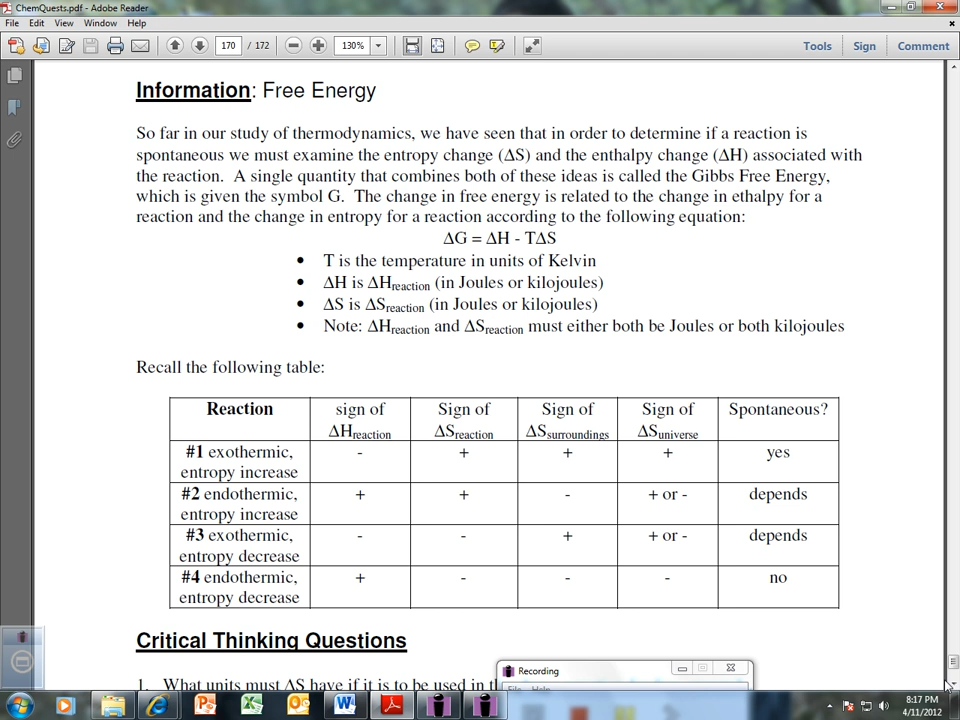 ChemQuests.pdf - Adobe Reader
File Edit View Window Help
170 / 172 130% Tools Sign Comment
Information: Free Energy
So far in our study of thermodynamics, we have seen that in order to determine if a reaction is
spontaneous we must examine the entropy change (ΔS) and the enthalpy change (ΔH) associated with
the reaction. A single quantity that combines both of these ideas is called the Gibbs Free Energy,
which is given the symbol G. The change in free energy is related to the change in ethalpy for a
reaction and the change in entropy for a reaction according to the following equation:
ΔG = ΔH - TΔS
• T is the temperature in units of Kelvin
• ΔH is ΔHreaction (in Joules or kilojoules)
• ΔS is ΔSreaction (in Joules or kilojoules)
• Note: ΔHreaction and ΔSreaction must either both be Joules or both kilojoules
Recall the following table:
Reaction sign of Sign of Sign of Sign of Spontaneous?
ΔHreaction ΔSreaction ΔSsurroundings ΔSuniverse
#1 exothermic, - + + + yes
entropy increase
#2 endothermic, + + - + or - depends
entropy increase
#3 exothermic, - - + + or - depends
entropy decrease
#4 endothermic, + - - - no
entropy decrease
Critical Thinking Questions
1. What units must ΔS have if it is to be used in th
Recording
File Help
8:17 PM
4/11/2012